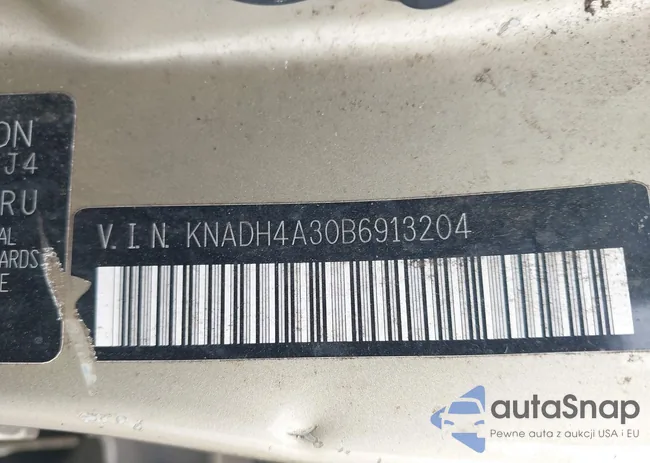 ON
J4
RU
AL
ARDS
E
V.I.N. KNADH4A30B6913204
autaSnap
Pewne auta z aukcji USA i EU